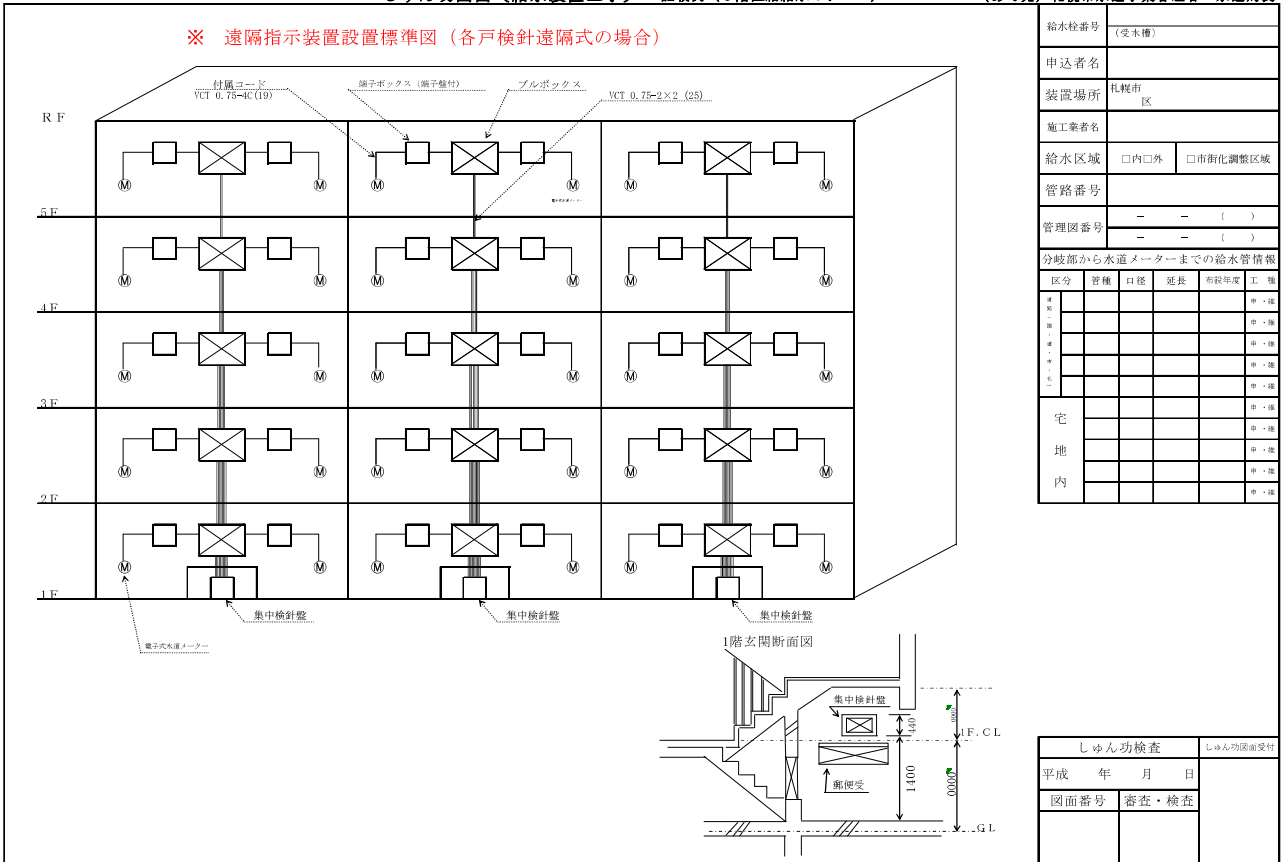 ※ 遠隔指示装置設置標準図（各戸検針遠隔式の場合）
付属コード
VCT 0.75-4C(19)
端子ボックス（端子盤付）
プルボックス
VCT 0.75-2×2 (25)
RF
M M M M M M
電子式水道メーター
5F
M M M M M M
4F
M M M M M M
3F
M M M M M M
2F
M M M M M M
1F
集中検針盤
集中検針盤
集中検針盤
電子式水道メーター
1階玄関断面図
集中検針盤
440
0000
1F.CL
郵便受
1400
0000
GL
給水栓番号
（受水槽）
申込者名
装置場所
札幌市
区
施工業者名
給水区域
□内□外
□市街化調整区域
管路番号
管理図番号
－ － （ ）
－ － （ ）
分岐部から水道メーターまでの給水管情報
区分 管種 口径 延長 布設年度 工 種
宅
地
内
しゅん功検査
しゅん功図面受付
平成 年 月 日
図面番号
審査・検査